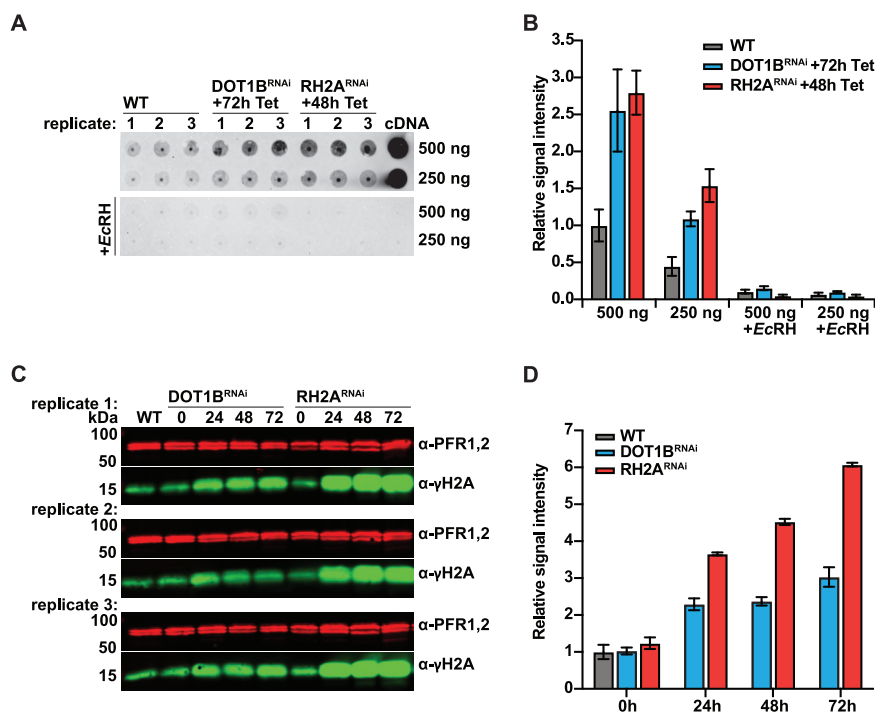 A
DOT1B^RNAi RH2A^RNAi
WT +72h Tet +48h Tet
replicate: 1 2 3 1 2 3 1 2 3 cDNA
500 ng
250 ng
+EcRH
500 ng
250 ng
B
WT
DOT1B^RNAi +72h Tet
RH2A^RNAi +48h Tet
Relative signal intensity
3.5
3.0
2.5
2.0
1.5
1.0
0.5
0.0
500 ng 250 ng 500 ng +EcRH 250 ng +EcRH
C
DOT1B^RNAi RH2A^RNAi
replicate 1:
kDa WT 0 24 48 72 0 24 48 72
100
50
α-PFR1,2
15
α-γH2A
replicate 2:
100
50
α-PFR1,2
15
α-γH2A
replicate 3:
100
50
α-PFR1,2
15
α-γH2A
D
WT
DOT1B^RNAi
RH2A^RNAi
Relative signal intensity
7
6
5
4
3
2
1
0
0h 24h 48h 72h